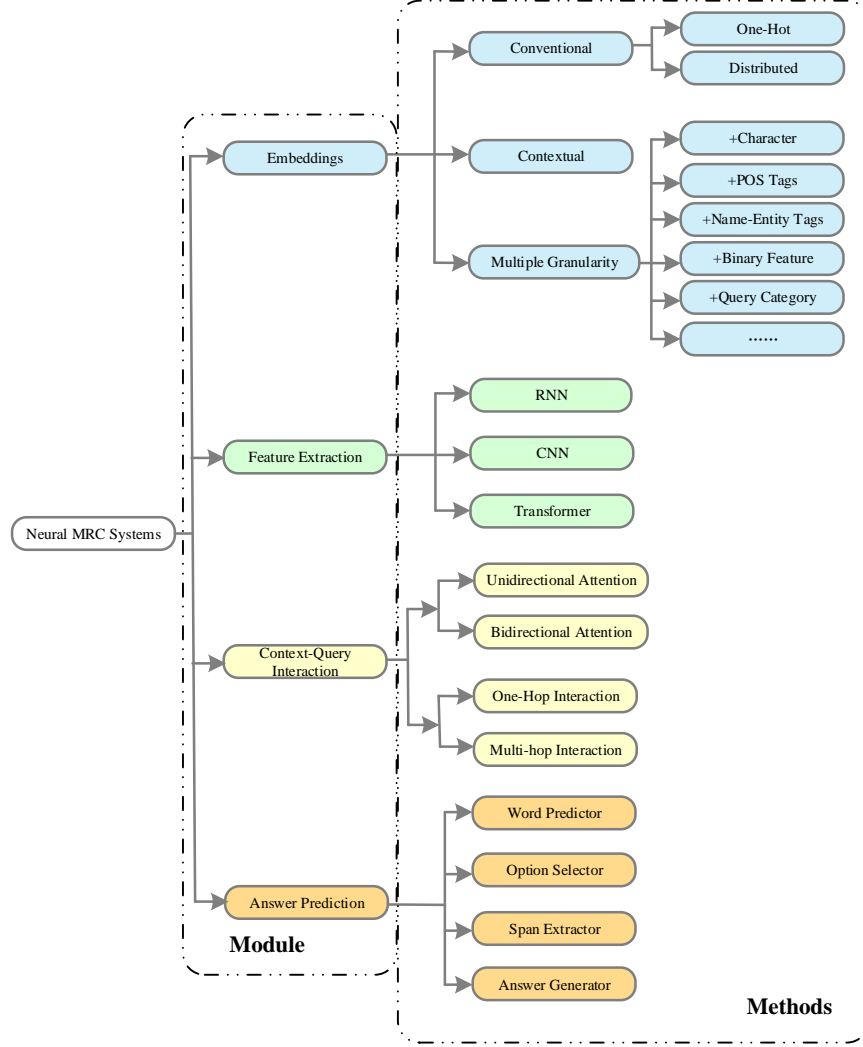 Neural MRC Systems
Embeddings
Conventional
One-Hot
Distributed
Contextual
Multiple Granularity
+Character
+POS Tags
+Name-Entity Tags
+Binary Feature
+Query Category
······
Feature Extraction
RNN
CNN
Transformer
Context-Query
Interaction
Unidirectional Attention
Bidirectional Attention
One-Hop Interaction
Multi-hop Interaction
Answer Prediction
Word Predictor
Option Selector
Span Extractor
Answer Generator
Module
Methods